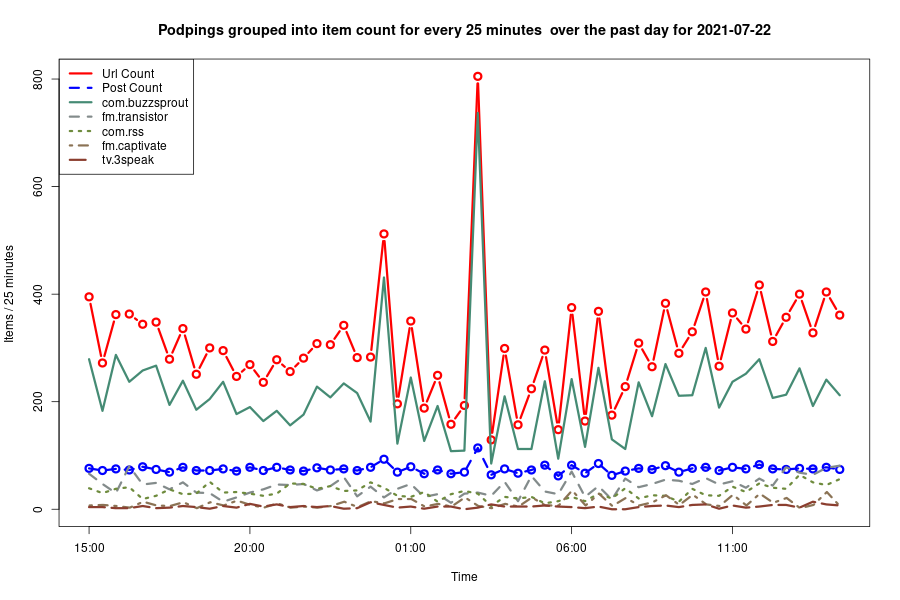 Podpings grouped into item count for every 25 minutes  over the past day for 2021-07-22
Url Count
Post Count
com.buzzsprout
fm.transistor
com.rss
fm.captivate
tv.3speak
Items / 25 minutes
800
600
400
200
0
15:00
20:00
01:00
06:00
11:00
Time